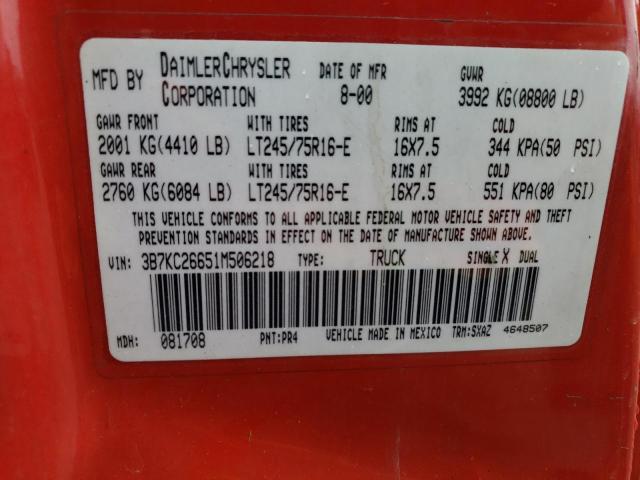 MFD BY DAIMLERCHRYSLER CORPORATION DATE OF MFR 8-00 GVWR 3992 KG(08800 LB)
GAWR FRONT WITH TIRES RIMS AT COLD
2001 KG(4410 LB) LT245/75R16-E 16X7.5 344 KPA(50 PSI)
GAWR REAR WITH TIRES RIMS AT COLD
2760 KG(6084 LB) LT245/75R16-E 16X7.5 551 KPA(80 PSI)
THIS VEHICLE CONFORMS TO ALL APPLICABLE FEDERAL MOTOR VEHICLE SAFETY AND THEFT
PREVENTION STANDARDS IN EFFECT ON THE DATE OF MANUFACTURE SHOWN ABOVE.
VIN: 3B7KC26651M506218 TYPE: TRUCK SINGLE X DUAL
MDH: 081708 PNT:PR4 VEHICLE MADE IN MEXICO TRM:SXAZ 4648507